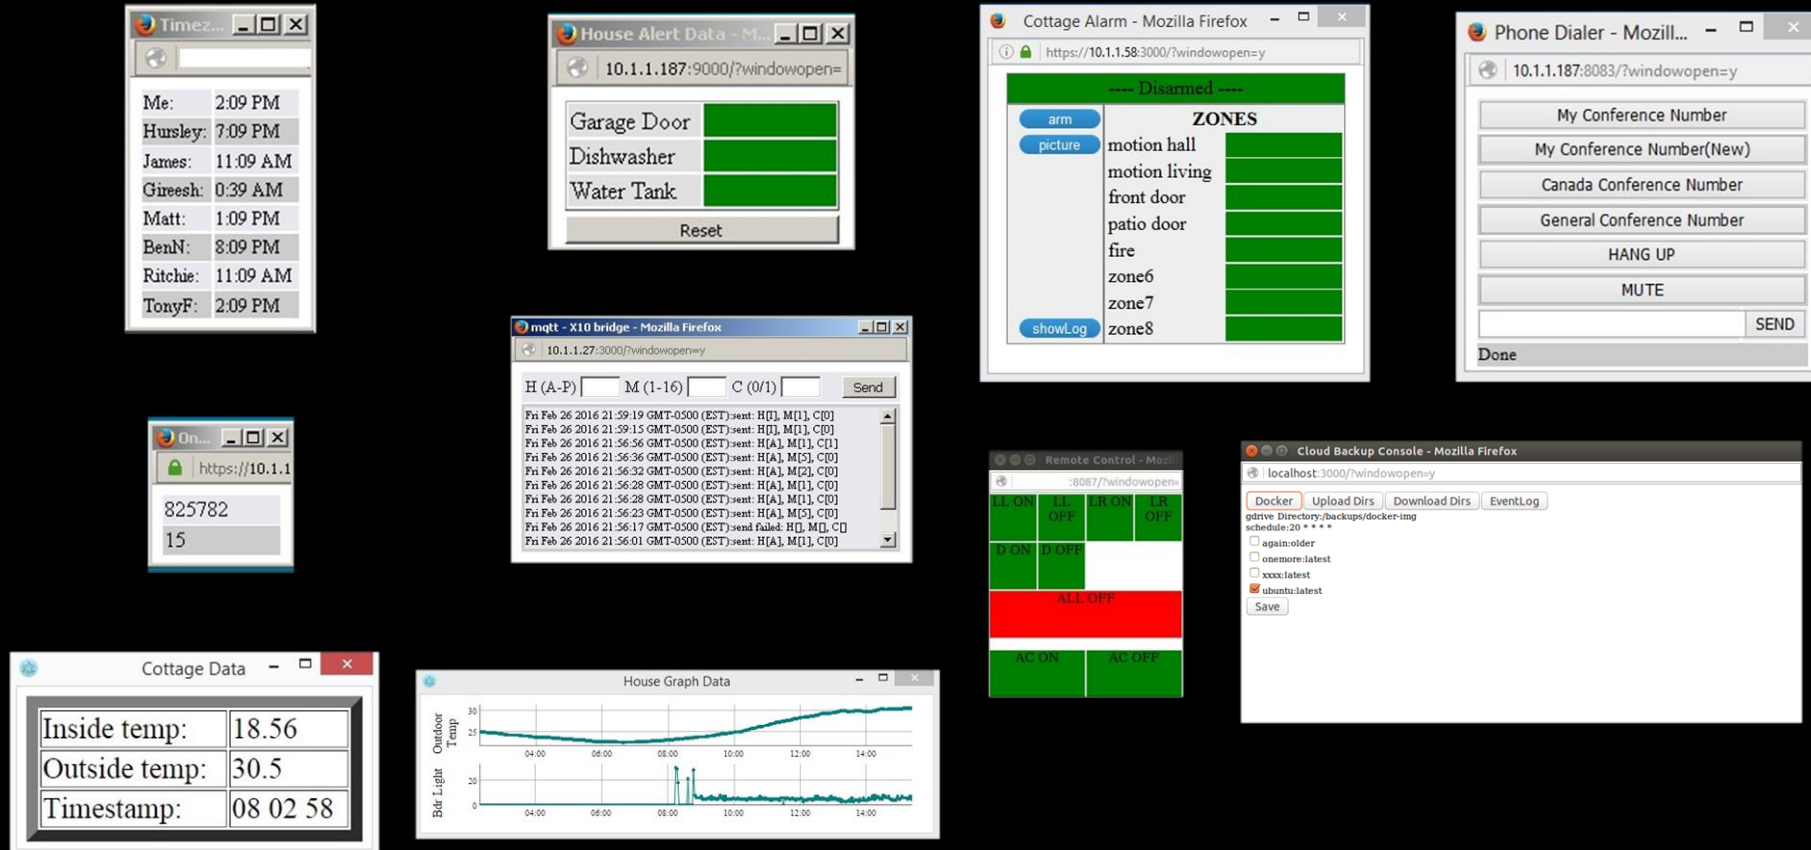 Timez...
Me: 2:09 PM
Hursley: 7:09 PM
James: 11:09 AM
Gireesh: 0:39 AM
Matt: 1:09 PM
BenN: 8:09 PM
Ritchie: 11:09 AM
TonyF: 2:09 PM
House Alert Data - M...
10.1.1.187:9000/?windowopen=
Garage Door
Dishwasher
Water Tank
Reset
Cottage Alarm - Mozilla Firefox
https://10.1.1.58:3000/?windowopen=y
---- Disarmed ----
arm ZONES
picture motion hall
motion living
front door
patio door
fire
zone6
zone7
showLog zone8
Phone Dialer - Mozill...
10.1.1.187:8083/?windowopen=y
My Conference Number
My Conference Number(New)
Canada Conference Number
General Conference Number
HANG UP
MUTE
SEND
Done
On...
https://10.1.1
825782
15
mqtt - X10 bridge - Mozilla Firefox
10.1.1.27:3000/?windowopen=y
H (A-P) M (1-16) C (0/1) Send
Fri Feb 26 2016 21:59:19 GMT-0500 (EST):sent: H[I], M[1], C[0]
Fri Feb 26 2016 21:59:15 GMT-0500 (EST):sent: H[I], M[1], C[0]
Fri Feb 26 2016 21:56:56 GMT-0500 (EST):sent: H[A], M[1], C[1]
Fri Feb 26 2016 21:56:36 GMT-0500 (EST):sent: H[A], M[5], C[0]
Fri Feb 26 2016 21:56:32 GMT-0500 (EST):sent: H[A], M[2], C[0]
Fri Feb 26 2016 21:56:28 GMT-0500 (EST):sent: H[A], M[1], C[0]
Fri Feb 26 2016 21:56:28 GMT-0500 (EST):sent: H[A], M[1], C[0]
Fri Feb 26 2016 21:56:23 GMT-0500 (EST):sent: H[A], M[5], C[0]
Fri Feb 26 2016 21:56:17 GMT-0500 (EST):send failed: H[], M[], C[]
Fri Feb 26 2016 21:56:01 GMT-0500 (EST):sent: H[A], M[1], C[0]
Remote Control - Mozil
:8087/?windowopen=
LL ON LL OFF LR ON LR OFF
D ON D OFF
ALL OFF
AC ON AC OFF
Cloud Backup Console - Mozilla Firefox
localhost:3000/?windowopen=y
Docker Upload Dirs Download Dirs EventLog
gdrive Directory:/backups/docker-img
schedule:20 * * * *
again:older
onemore:latest
xxxx:latest
ubuntu:latest
Save
Cottage Data
Inside temp: 18.56
Outside temp: 30.5
Timestamp: 08 02 58
House Graph Data
Outdoor Temp
30
25
04:00 06:00 08:00 10:00 12:00 14:00
Bdr Light
20
0
04:00 06:00 08:00 10:00 12:00 14:00